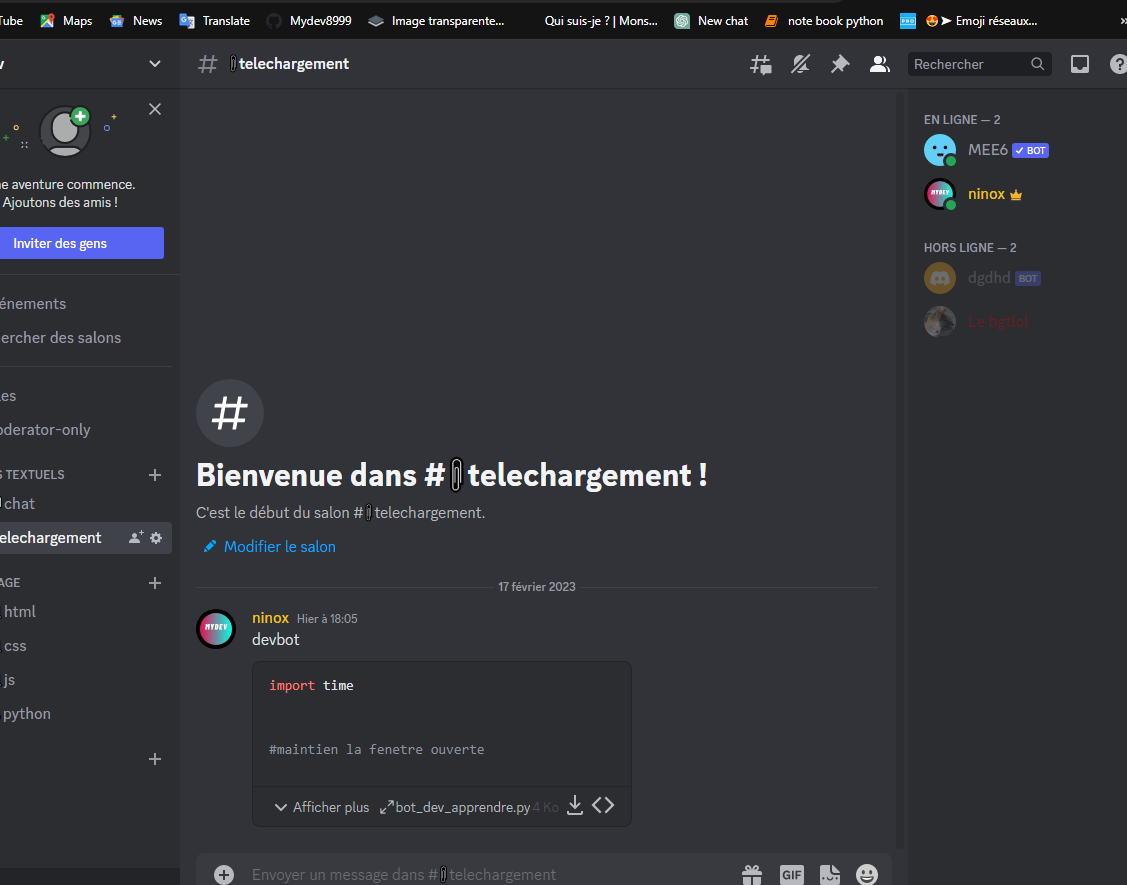 Tube Maps News Translate Mydev8999 Image transparente... Qui suis-je ? | Mons... New chat note book python PRO 🤩➤ Emoji réseaux... »
v
# telechargement
Rechercher
?
e aventure commence.
Ajoutons des amis !
Inviter des gens
énements
ercher des salons
es
oderator-only
S TEXTUELS +
chat
elechargement
AGE +
html
css
js
python
+
Bienvenue dans # telechargement !
C'est le début du salon # telechargement.
Modifier le salon
17 février 2023
MYDEV
ninox Hier à 18:05
devbot
import time
#maintien la fenetre ouverte
Afficher plus bot_dev_apprendre.py 4 Ko
Envoyer un message dans # telechargement
GIF
EN LIGNE — 2
MEE6 ✓ BOT
MYDEV
ninox
HORS LIGNE — 2
dgdhd BOT